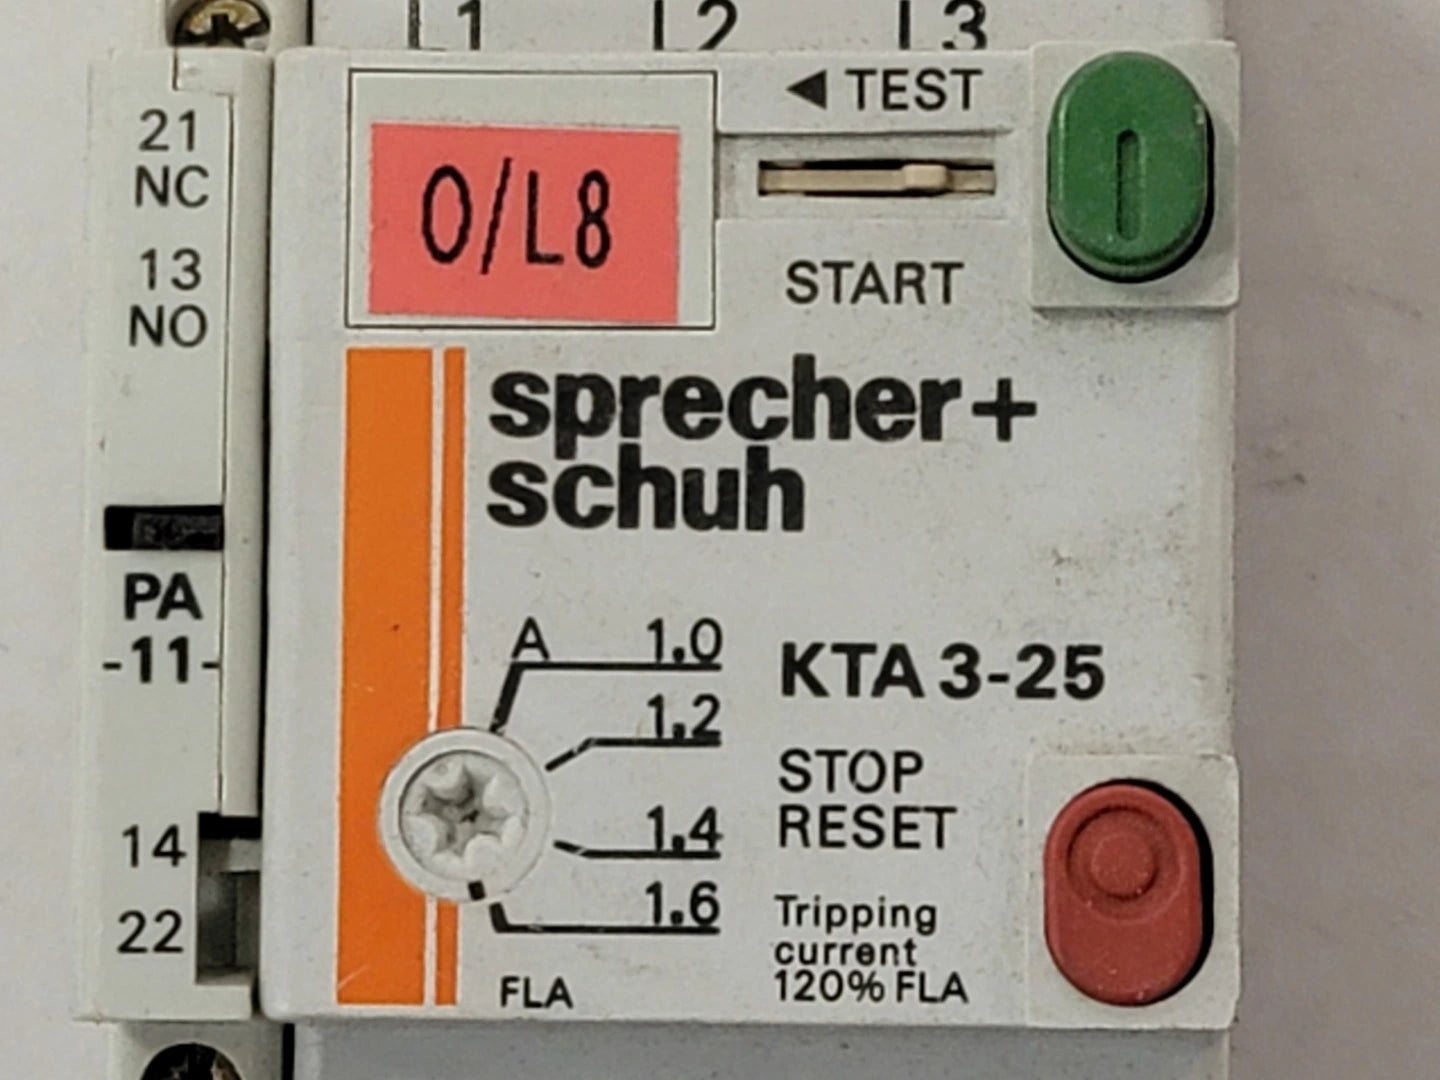 L1 L2 L3
21
NC
13
NO
PA
-11-
14
22
O/L8
◄ TEST
START
sprecher+
schuh
A 1.0
1.2
1.4
1.6
FLA
KTA 3-25
STOP
RESET
Tripping
current
120% FLA